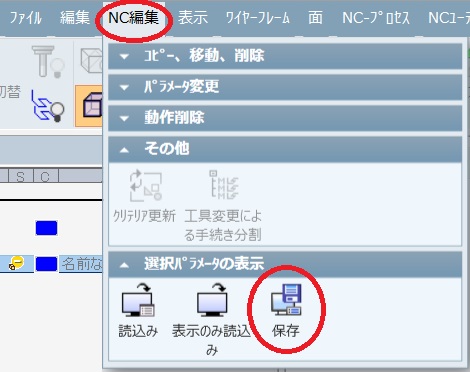 ﾌｧｲﾙ 編集 NC編集 表示 ﾜｲﾔｰﾌﾚｰﾑ 面 NC-ﾌﾟﾛｾｽ NCﾕｰ
切替
ｺﾋﾟｰ、移動、削除
ﾊﾟﾗﾒｰﾀ変更
動作削除
その他
ｸﾘﾃﾘｱ更新 工具変更によ
る手続き分割
S C
名前な
選択ﾊﾟﾗﾒｰﾀの表示
読込み 表示のみ読込
み 保存